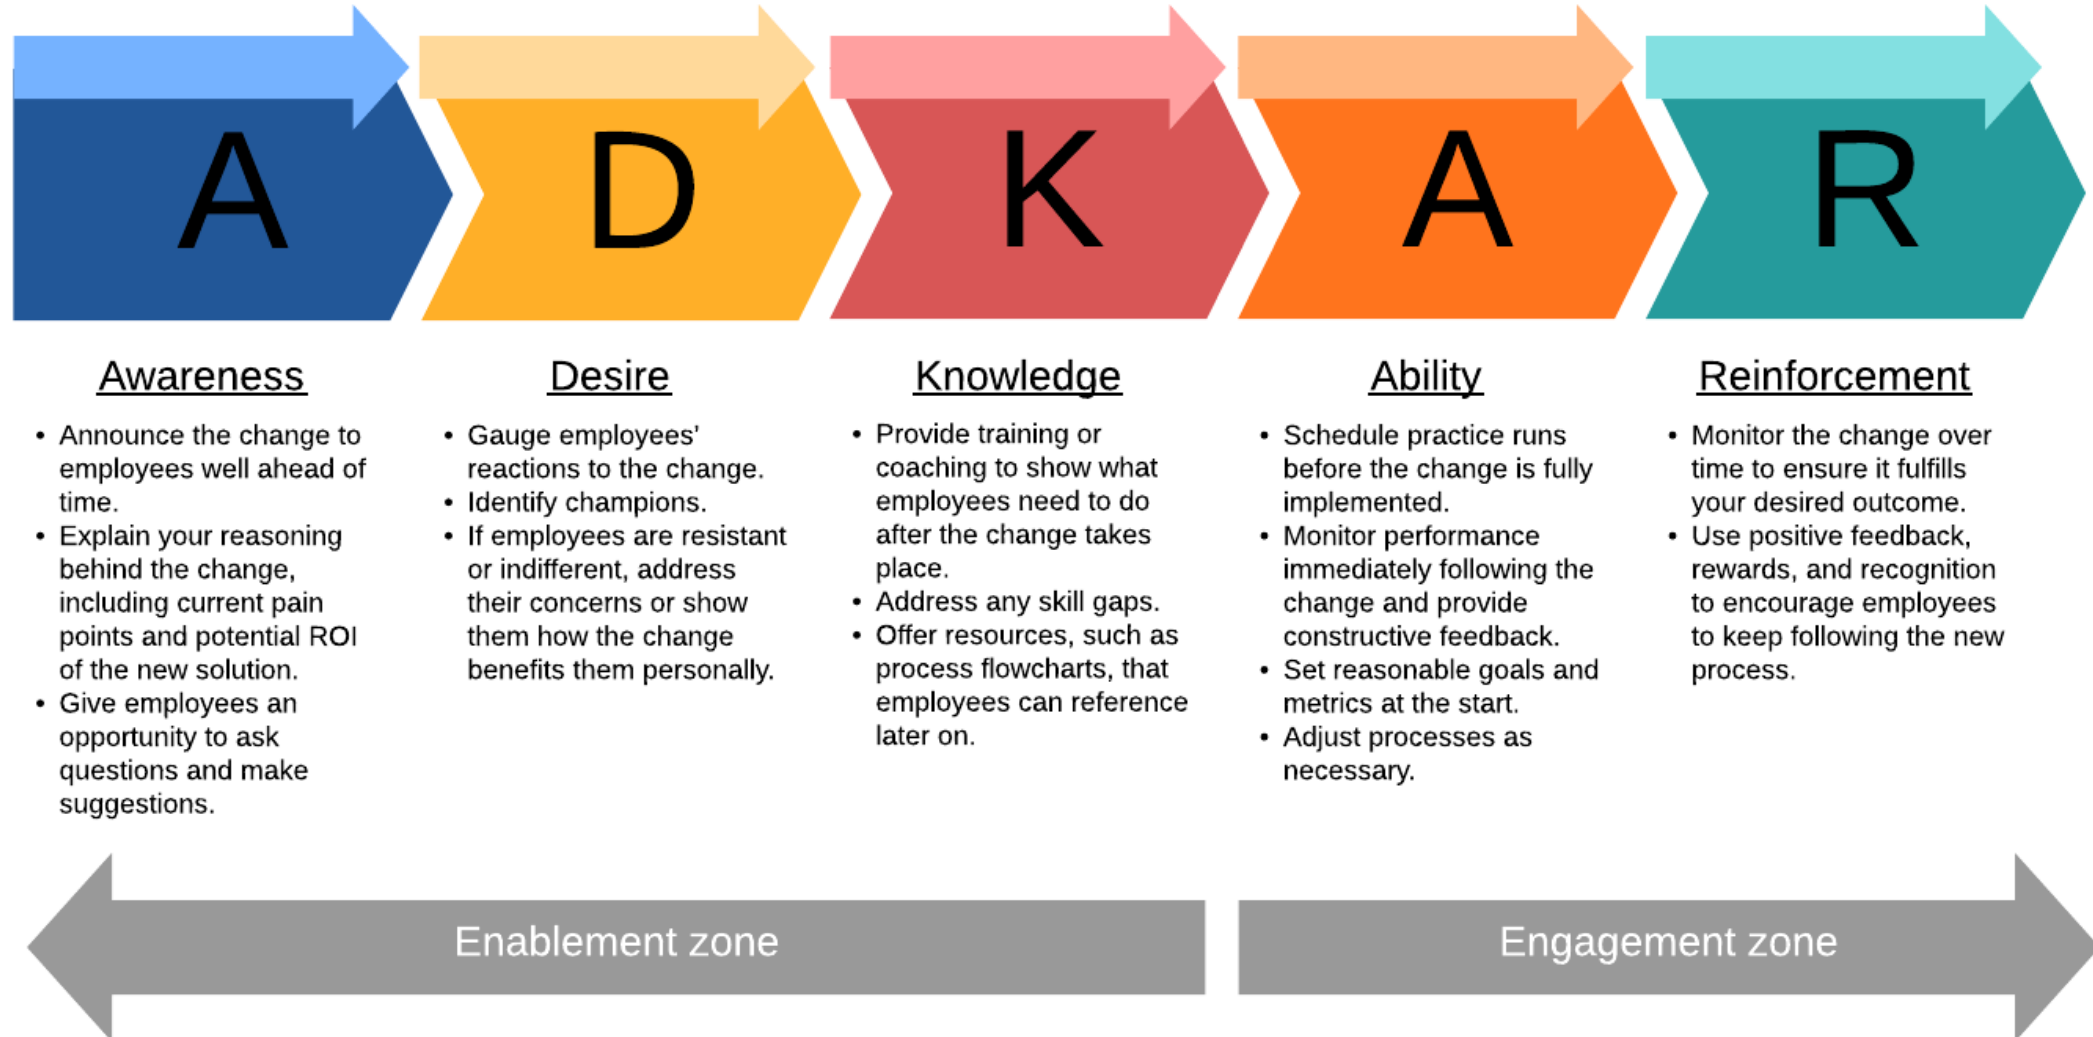 A
D
K
A
R
Awareness
• Announce the change to
employees well ahead of
time.
• Explain your reasoning
behind the change,
including current pain
points and potential ROI
of the new solution.
• Give employees an
opportunity to ask
questions and make
suggestions.
Desire
• Gauge employees'
reactions to the change.
• Identify champions.
• If employees are resistant
or indifferent, address
their concerns or show
them how the change
benefits them personally.
Knowledge
• Provide training or
coaching to show what
employees need to do
after the change takes
place.
• Address any skill gaps.
• Offer resources, such as
process flowcharts, that
employees can reference
later on.
Ability
• Schedule practice runs
before the change is fully
implemented.
• Monitor performance
immediately following the
change and provide
constructive feedback.
• Set reasonable goals and
metrics at the start.
• Adjust processes as
necessary.
Reinforcement
• Monitor the change over
time to ensure it fulfills
your desired outcome.
• Use positive feedback,
rewards, and recognition
to encourage employees
to keep following the new
process.
Enablement zone
Engagement zone